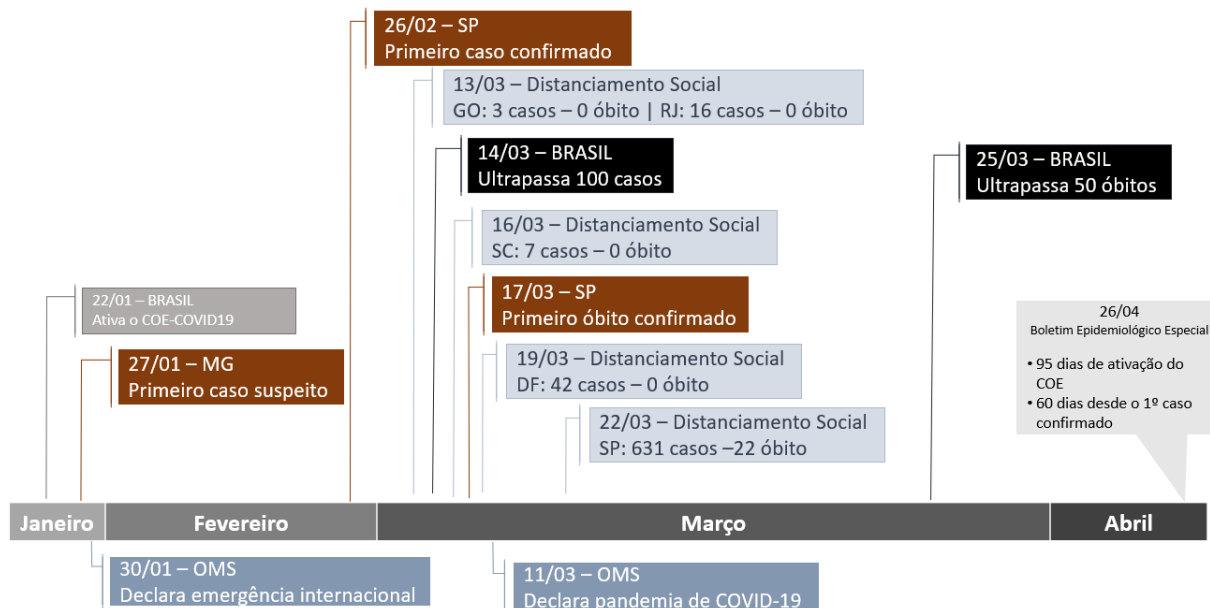 26/02 – SP
Primeiro caso confirmado
13/03 – Distanciamento Social
GO: 3 casos – 0 óbito | RJ: 16 casos – 0 óbito
14/03 – BRASIL
Ultrapassa 100 casos
25/03 – BRASIL
Ultrapassa 50 óbitos
16/03 – Distanciamento Social
SC: 7 casos – 0 óbito
17/03 – SP
Primeiro óbito confirmado
22/01 – BRASIL
Ativa o COE-COVID19
27/01 – MG
Primeiro caso suspeito
19/03 – Distanciamento Social
DF: 42 casos – 0 óbito
22/03 – Distanciamento Social
SP: 631 casos –22 óbito
26/04
Boletim Epidemiológico Especial
• 95 dias de ativação do
COE
• 60 dias desde o 1º caso
confirmado
Janeiro
Fevereiro
Março
Abril
30/01 – OMS
Declara emergência internacional
11/03 – OMS
Declara pandemia de COVID-19